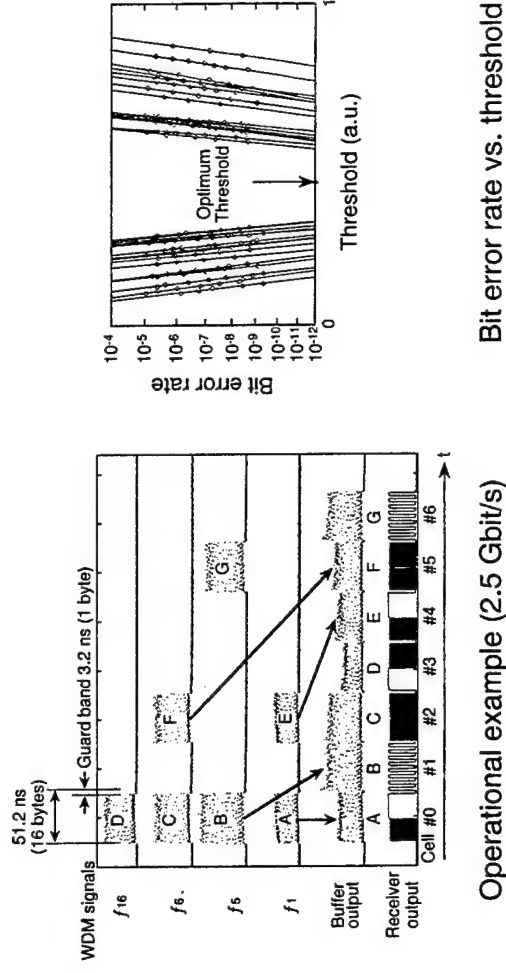 51.2 ns
(16 bytes)
Guard band 3.2 ns (1 byte)
WDM signals
f16
D
f6.
C
F
f5
B
G
f1
A
E
Buffer
output
A B C D E F G
Receiver
output
Cell #0 #1 #2 #3 #4 #5 #6
t
Operational example (2.5 Gbit/s)
Bit error rate
10-4
10-5
10-6
10-7
10-8
10-9
10-10
10-11
10-12
Optimum
Threshold
0
1
Threshold (a.u.)
Bit error rate vs. threshold